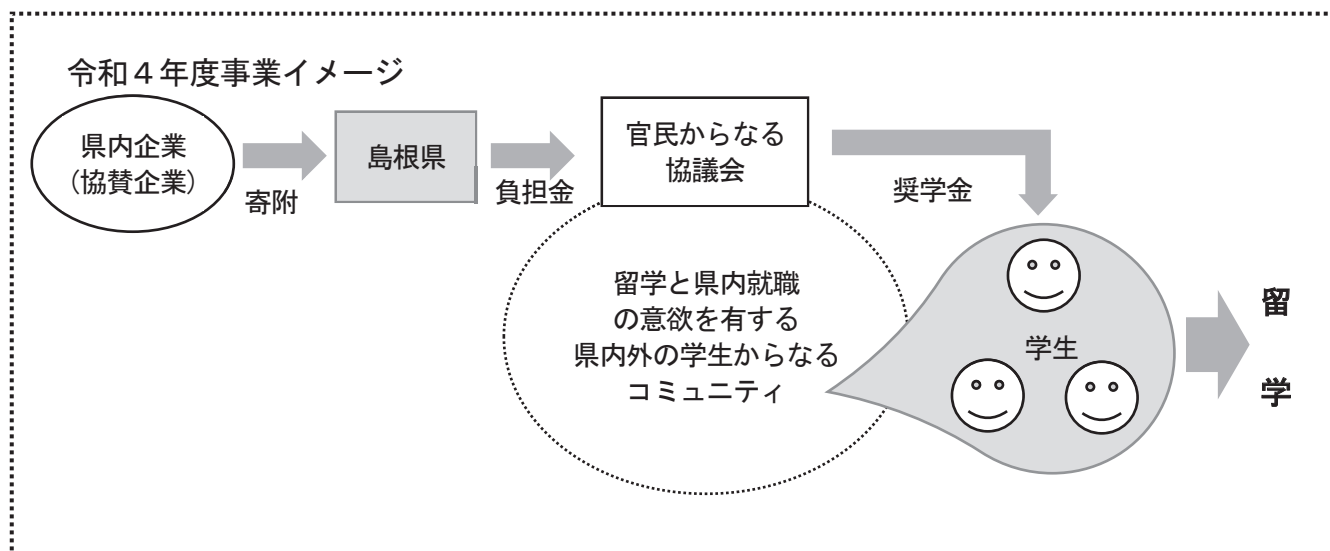 令和４年度事業イメージ
県内企業
（協賛企業）
寄附
島根県
負担金
官民からなる
協議会
奨学金
留学と県内就職
の意欲を有する
県内外の学生からなる
コミュニティ
学生
留
学